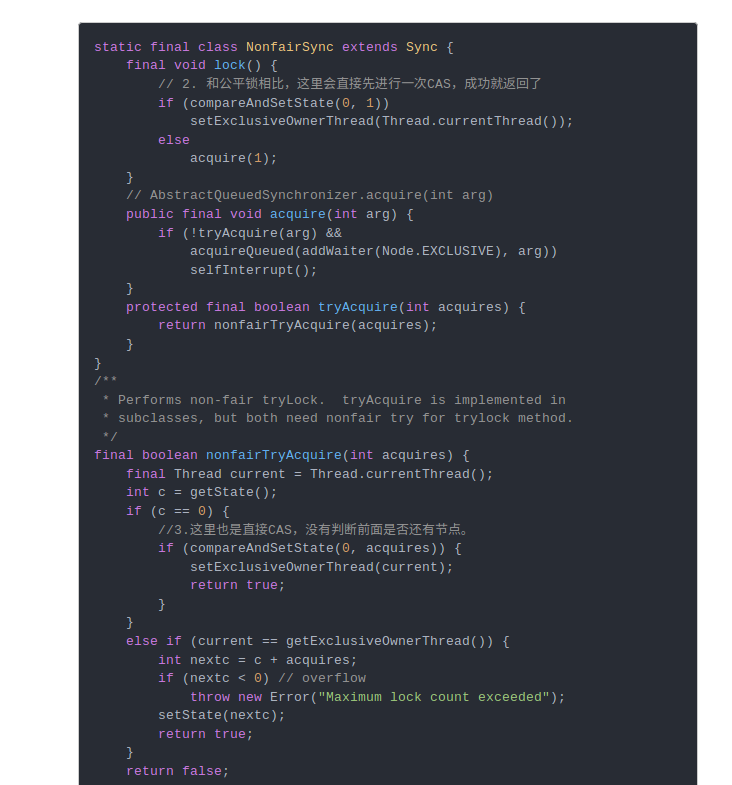 static final class NonfairSync extends Sync {
    final void lock() {
        // 2. 和公平锁相比，这里会直接先进行一次CAS，成功就返回了
        if (compareAndSetState(0, 1))
            setExclusiveOwnerThread(Thread.currentThread());
        else
            acquire(1);
    }
    // AbstractQueuedSynchronizer.acquire(int arg)
    public final void acquire(int arg) {
        if (!tryAcquire(arg) &&
            acquireQueued(addWaiter(Node.EXCLUSIVE), arg))
            selfInterrupt();
    }
    protected final boolean tryAcquire(int acquires) {
        return nonfairTryAcquire(acquires);
    }
}
/**
 * Performs non-fair tryLock.  tryAcquire is implemented in
 * subclasses, but both need nonfair try for trylock method.
 */
final boolean nonfairTryAcquire(int acquires) {
    final Thread current = Thread.currentThread();
    int c = getState();
    if (c == 0) {
        //3.这里也是直接CAS，没有判断前面是否还有节点。
        if (compareAndSetState(0, acquires)) {
            setExclusiveOwnerThread(current);
            return true;
        }
    }
    else if (current == getExclusiveOwnerThread()) {
        int nextc = c + acquires;
        if (nextc < 0) // overflow
            throw new Error("Maximum lock count exceeded");
        setState(nextc);
        return true;
    }
    return false;